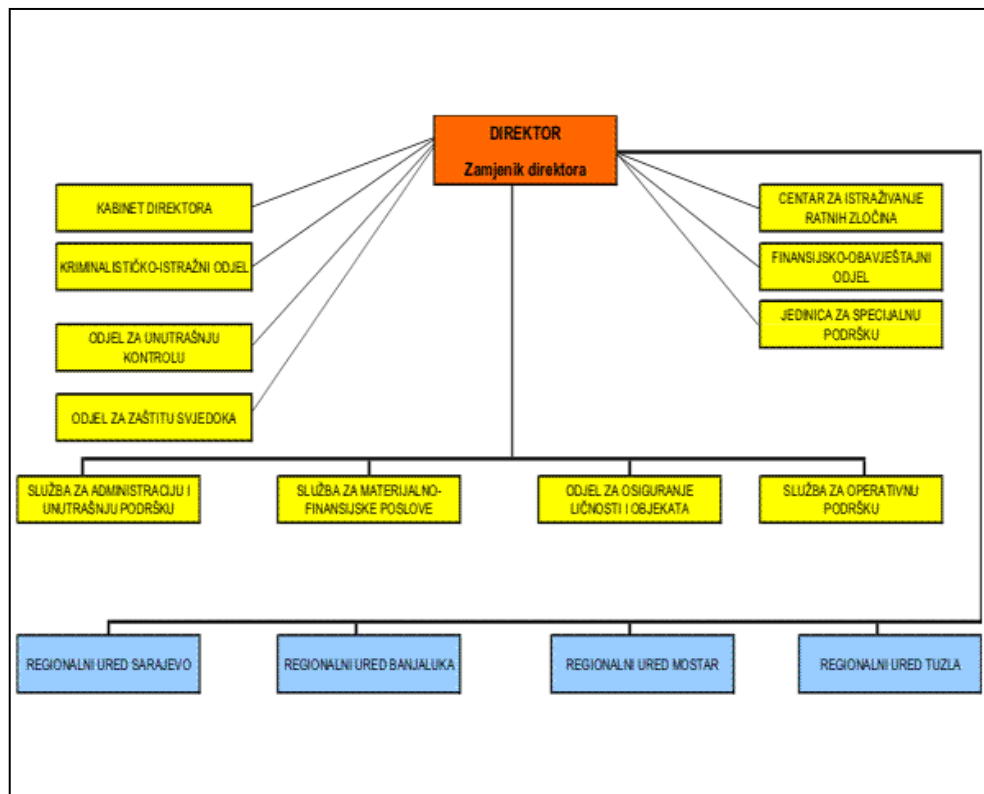 DIREKTOR
Zamjenik direktora
KABINET DIREKTORA
KRIMINALISTIČKO-ISTRAŽNI ODJEL
ODJEL ZA UNUTRAŠNJU
KONTROLU
ODJEL ZA ZAŠTITU SVJEDOKA
CENTAR ZA ISTRAŽIVANJE
RATNIH ZLOČINA
FINANSIJSKO-OBAVJEŠTAJNI
ODJEL
JEDINICA ZA SPECIJALNU
PODRŠKU
SLUŽBA ZA ADMINISTRACIJU I
UNUTRAŠNJU PODRŠKU
SLUŽBA ZA MATERIJALNO-
FINANSIJSKE POSLOVE
ODJEL ZA OSIGURANJE
LIČNOSTI I OBJEKATA
SLUŽBA ZA OPERATIVNU
PODRŠKU
REGIONALNI URED SARAJEVO
REGIONALNI URED BANJALUKA
REGIONALNI URED MOSTAR
REGIONALNI URED TUZLA